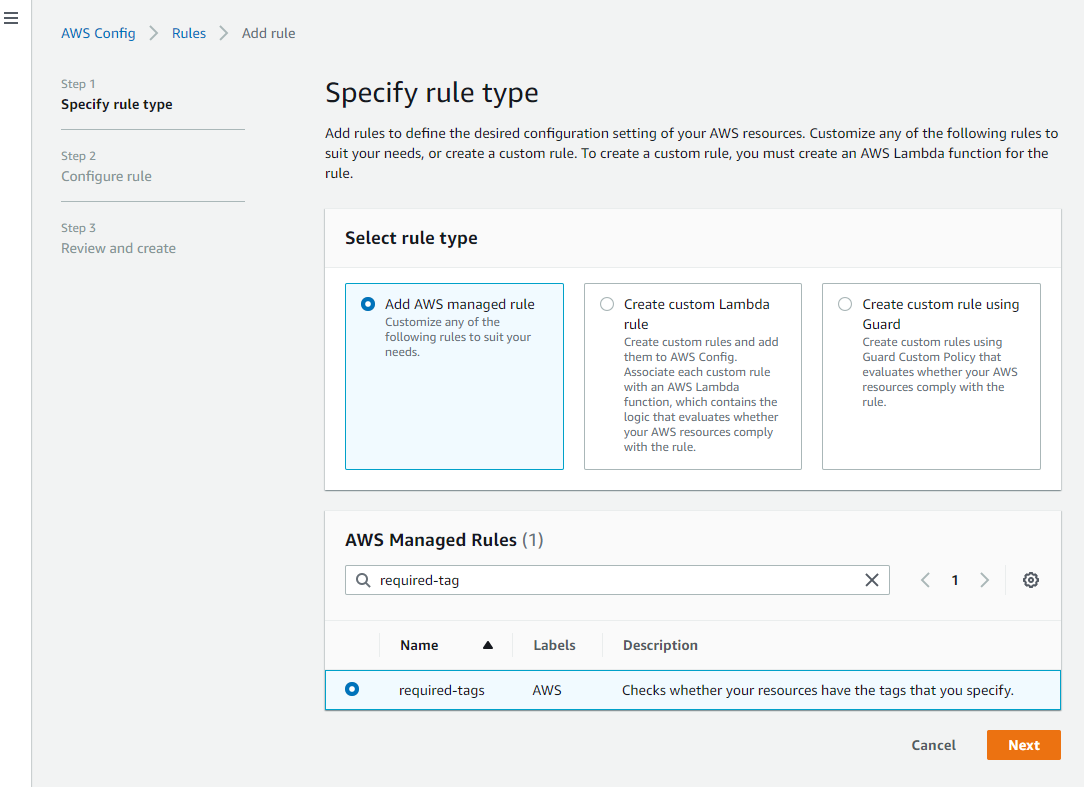 AWS Config > Rules > Add rule
Step 1
Specify rule type
Step 2
Configure rule
Step 3
Review and create
Specify rule type
Add rules to define the desired configuration setting of your AWS resources. Customize any of the following rules to
suit your needs, or create a custom rule. To create a custom rule, you must create an AWS Lambda function for the
rule.
Select rule type
Add AWS managed rule
Customize any of the
following rules to suit your
needs.
Create custom Lambda
rule
Create custom rules and add
them to AWS Config.
Associate each custom rule
with an AWS Lambda
function, which contains the
logic that evaluates whether
your AWS resources comply
with the rule.
Create custom rule using
Guard
Create custom rules using
Guard Custom Policy that
evaluates whether your AWS
resources comply with the
rule.
AWS Managed Rules (1)
required-tag
1
Name Labels Description
required-tags AWS Checks whether your resources have the tags that you specify.
Cancel Next